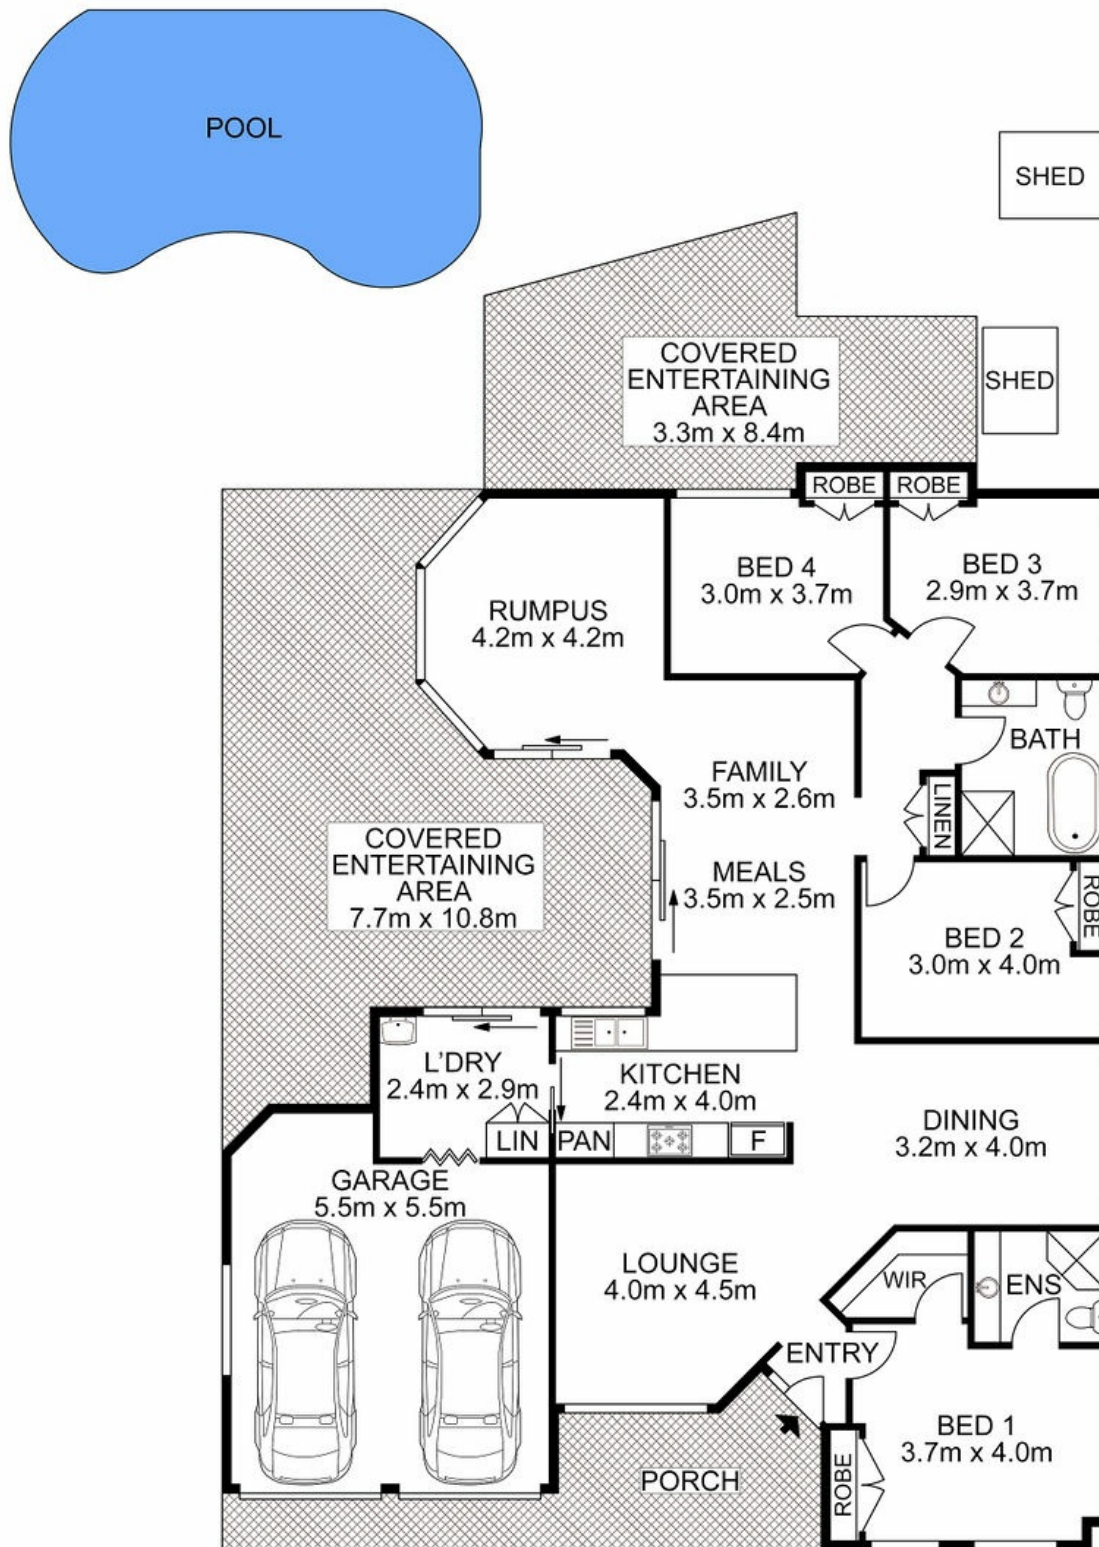 POOL
SHED
SHED
COVERED
ENTERTAINING
AREA
3.3m x 8.4m
ROBE
ROBE
BED 4
3.0m x 3.7m
BED 3
2.9m x 3.7m
RUMPUS
4.2m x 4.2m
BATH
FAMILY
3.5m x 2.6m
LINEN
COVERED
ENTERTAINING
AREA
7.7m x 10.8m
MEALS
3.5m x 2.5m
ROBE
BED 2
3.0m x 4.0m
L'DRY
2.4m x 2.9m
KITCHEN
2.4m x 4.0m
LIN
PAN
F
DINING
3.2m x 4.0m
GARAGE
5.5m x 5.5m
LOUNGE
4.0m x 4.5m
WIR
ENS
ENTRY
BED 1
3.7m x 4.0m
PORCH
ROBE